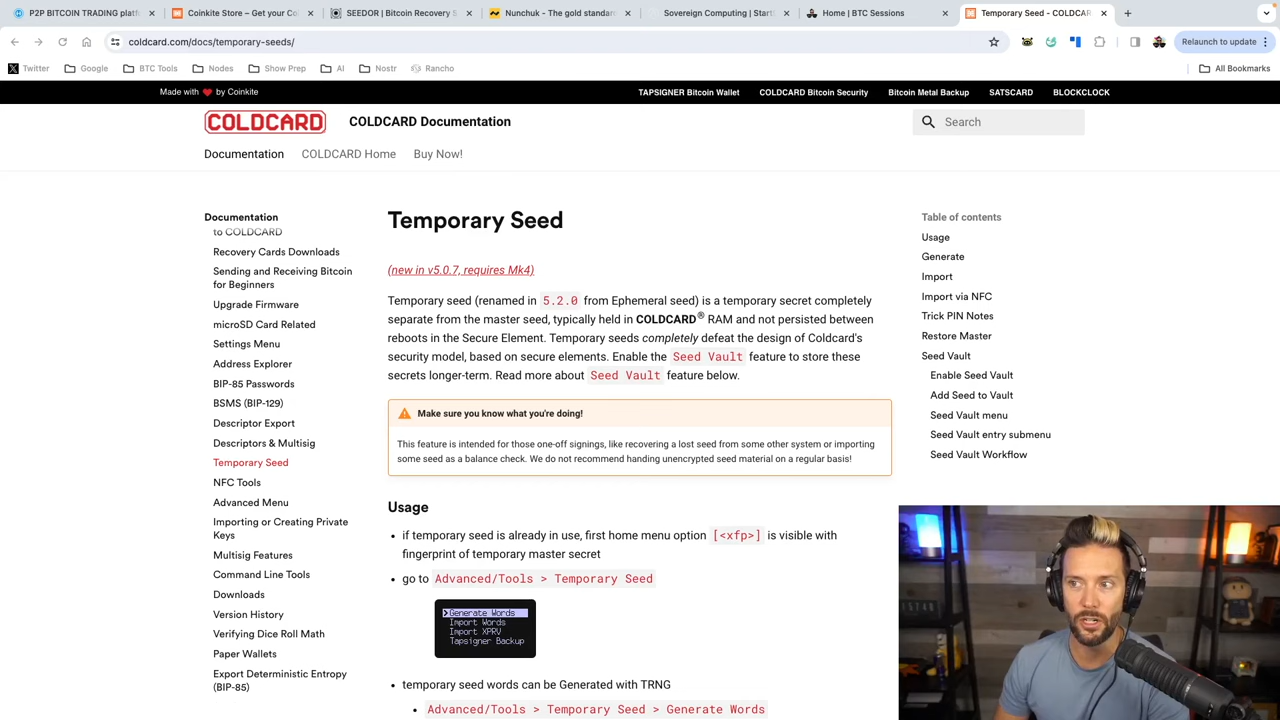 P2P BITCOIN TRADING platf
Coinkite Store – Get your Co
SEEDOR | Bitcoin Recovery S
Nunchuk - The gold standar
Sovereign Computing | Start
Home | BTC Sessions
Temporary Seed - COLDCAR
coldcard.com/docs/temporary-seeds/
Relaunch to update
Twitter
Google
BTC Tools
Nodes
Show Prep
AI
Nostr
Rancho
All Bookmarks
Made with ❤ by Coinkite
TAPSIGNER Bitcoin Wallet
COLDCARD Bitcoin Security
Bitcoin Metal Backup
SATSCARD
BLOCKCLOCK
COLDCARD
COLDCARD Documentation
Search
Documentation
COLDCARD Home
Buy Now!
Documentation
to COLDCARD
Recovery Cards Downloads
Sending and Receiving Bitcoin
for Beginners
Upgrade Firmware
microSD Card Related
Settings Menu
Address Explorer
BIP-85 Passwords
BSMS (BIP-129)
Descriptor Export
Descriptors & Multisig
Temporary Seed
NFC Tools
Advanced Menu
Importing or Creating Private
Keys
Multisig Features
Command Line Tools
Downloads
Version History
Verifying Dice Roll Math
Paper Wallets
Export Deterministic Entropy
(BIP-85)
Temporary Seed
(new in v5.0.7, requires Mk4)
Temporary seed (renamed in 5.2.0 from Ephemeral seed) is a temporary secret completely
separate from the master seed, typically held in COLDCARD® RAM and not persisted between
reboots in the Secure Element. Temporary seeds completely defeat the design of Coldcard's
security model, based on secure elements. Enable the Seed Vault feature to store these
secrets longer-term. Read more about Seed Vault feature below.
Make sure you know what you're doing!
This feature is intended for those one-off signings, like recovering a lost seed from some other system or importing
some seed as a balance check. We do not recommend handing unencrypted seed material on a regular basis!
Usage
• if temporary seed is already in use, first home menu option [<xfp>] is visible with
fingerprint of temporary master secret
• go to Advanced/Tools > Temporary Seed
>Generate Words
Import Words
Import XPRV
Tapsigner Backup
• temporary seed words can be Generated with TRNG
• Advanced/Tools > Temporary Seed > Generate Words
Table of contents
Usage
Generate
Import
Import via NFC
Trick PIN Notes
Restore Master
Seed Vault
Enable Seed Vault
Add Seed to Vault
Seed Vault menu
Seed Vault entry submenu
Seed Vault Workflow